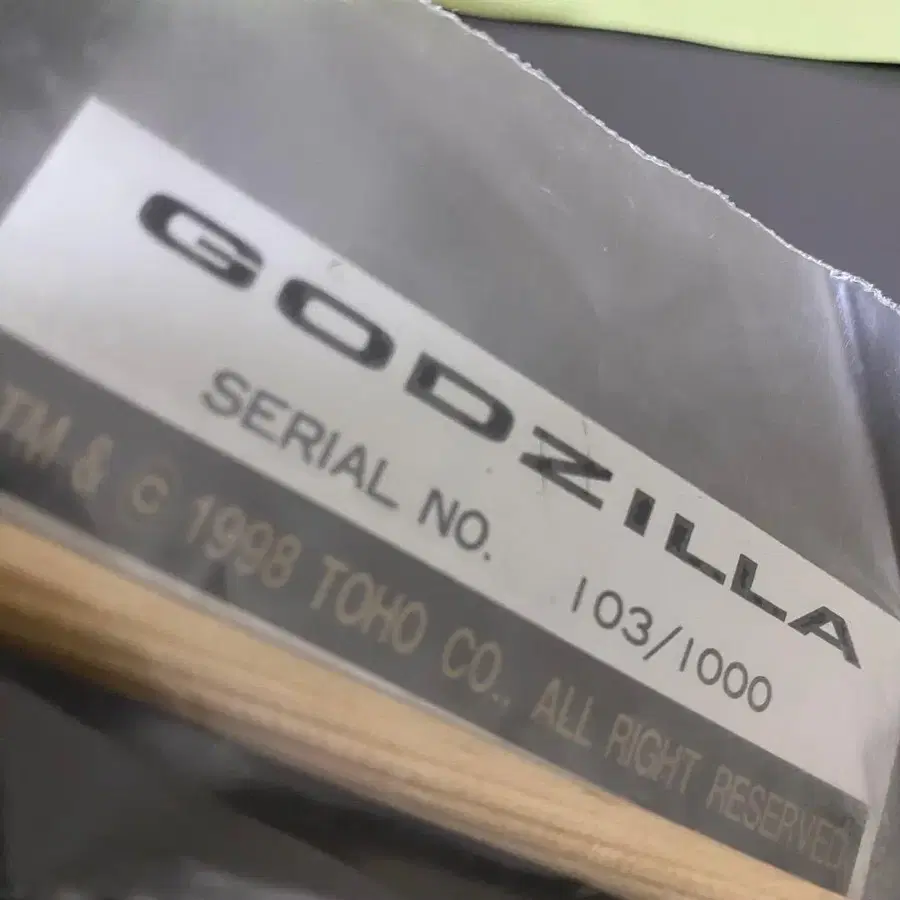 GODZILLA
SERIAL NO. 103/1000
TM & © 1998 TOHO CO., ALL RIGHT RESERVED